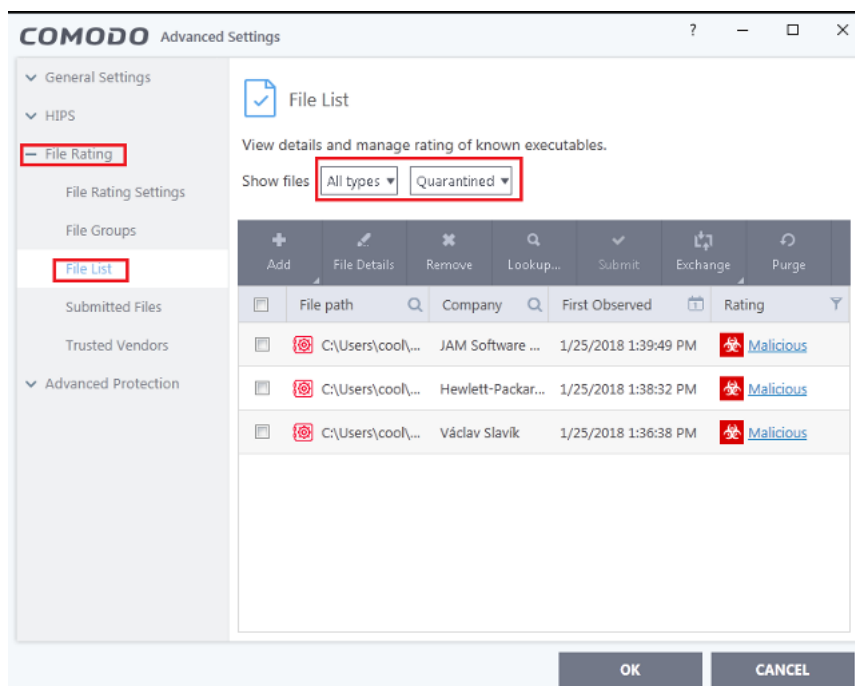 COMODO Advanced Settings
?
General Settings
HIPS
File Rating
File Rating Settings
File Groups
File List
Submitted Files
Trusted Vendors
Advanced Protection
File List
View details and manage rating of known executables.
Show files All types Quarantined
Add File Details Remove Lookup... Submit Exchange Purge
File path Company First Observed 1 Rating
C:\Users\cool\... JAM Software ... 1/25/2018 1:39:49 PM Malicious
C:\Users\cool\... Hewlett-Packar... 1/25/2018 1:38:32 PM Malicious
C:\Users\cool\... Václav Slavík 1/25/2018 1:36:38 PM Malicious
OK CANCEL